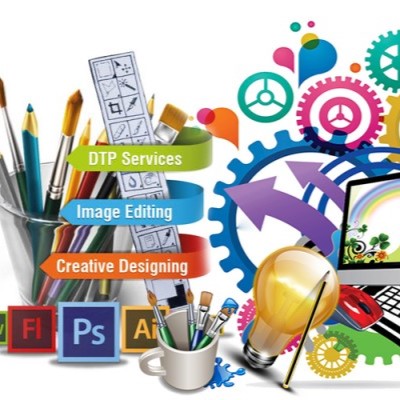 DTP Services
Image Editing
Creative Designing
Fl
Ps
Ai